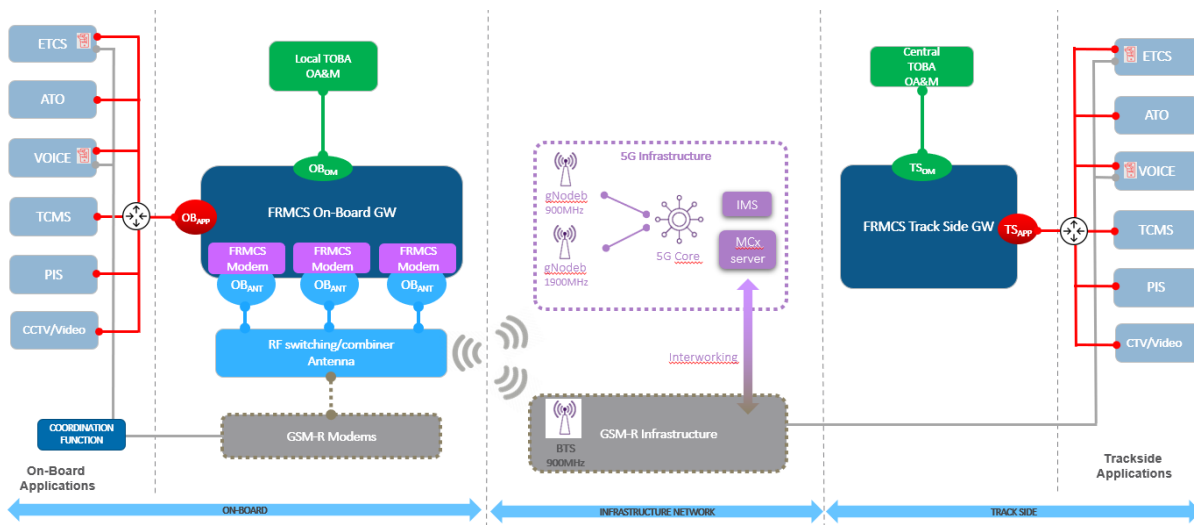 ETCS
ATO
VOICE
TCMS
PIS
CCTV/Video
COORDINATION
FUNCTION
On-Board
Applications
Local TOBA
OA&M
OBOM
FRMCS On-Board GW
OBAPP
FRMCS
Modem
FRMCS
Modem
FRMCS
Modem
OBANT
OBANT
OBANT
RF switching/combiner
Antenna
GSM-R Modems
5G Infrastructure
gNodeb
900MHz
gNodeb
1900MHz
5G Core
IMS
MCx
server
Interworking
BTS
900MHz
GSM-R Infrastructure
Central
TOBA
OA&M
TSOM
FRMCS Track Side GW
TSAPP
ETCS
ATO
VOICE
TCMS
PIS
CTV/Video
Trackside
Applications
ON-BOARD
INFRASTRUCTURE NETWORK
TRACK SIDE